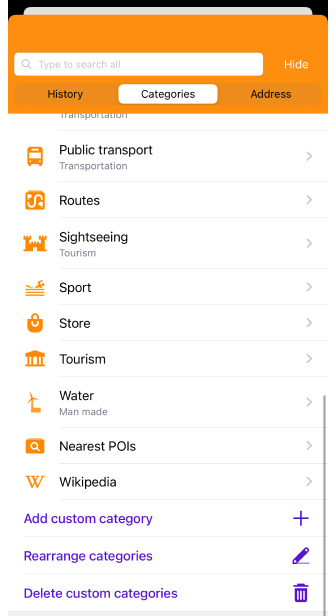 Type to search all
Hide
History
Categories
Address
Transportation
Public transport
Transportation
Routes
Sightseeing
Tourism
Sport
Store
Tourism
Water
Man made
Nearest POIs
W
Wikipedia
Add custom category
Rearrange categories
Delete custom categories